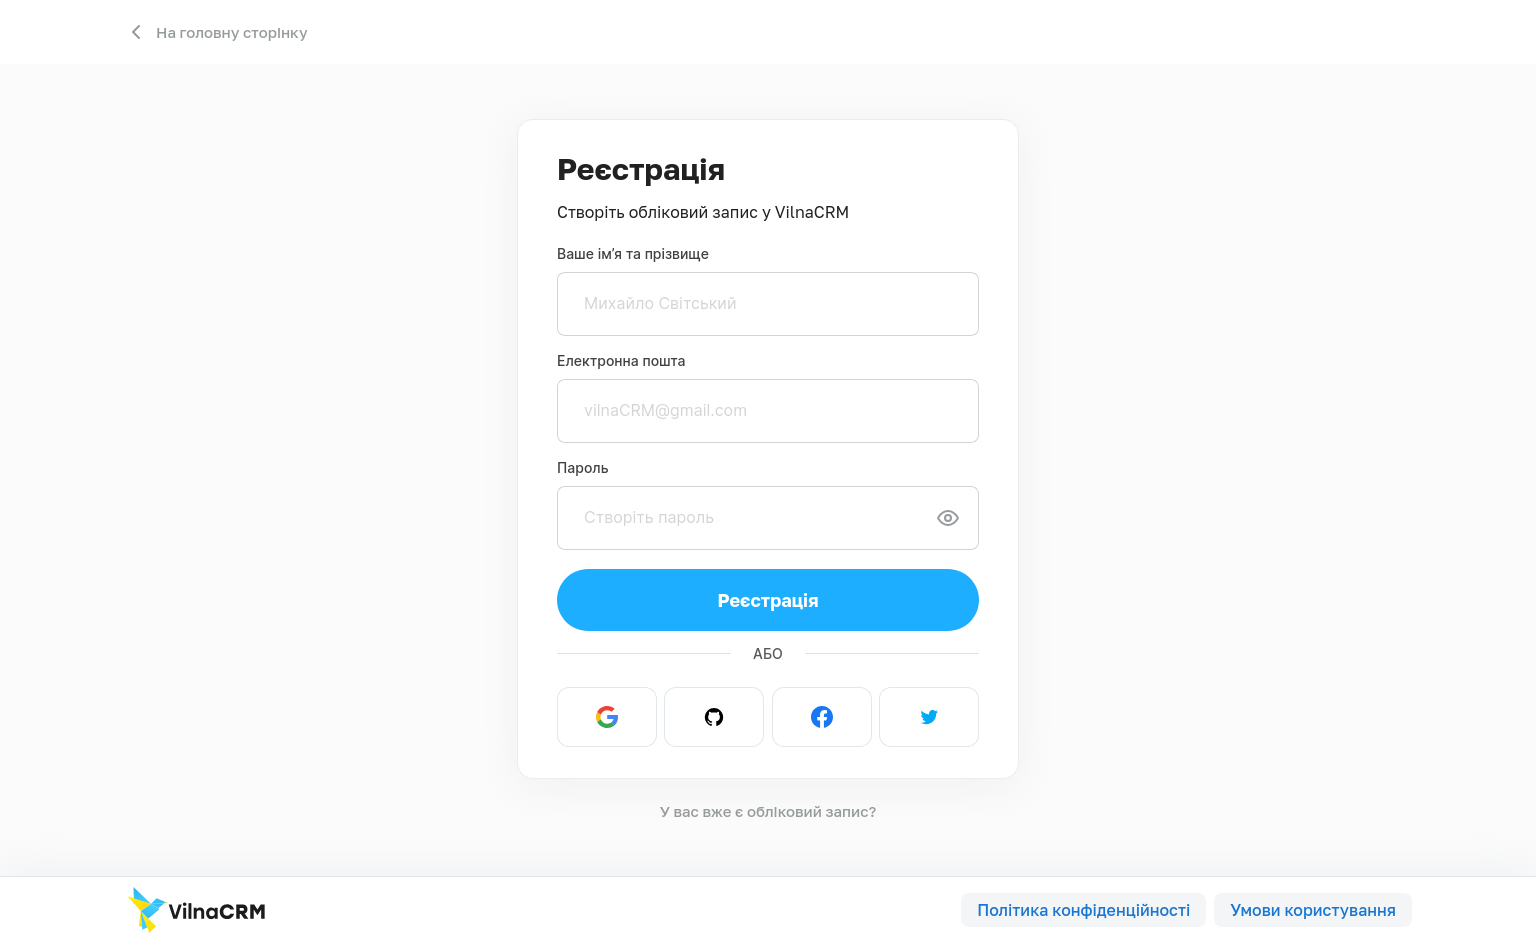 На головну сторінку
Реєстрація
Створіть обліковий запис у VilnaCRM
Ваше ім'я та прізвище
Михайло Світський
Електронна пошта
vilnaCRM@gmail.com
Пароль
Створіть пароль
Реєстрація
АБО
У вас вже є обліковий запис?
VilnaCRM
Політика конфіденційності
Умови користування